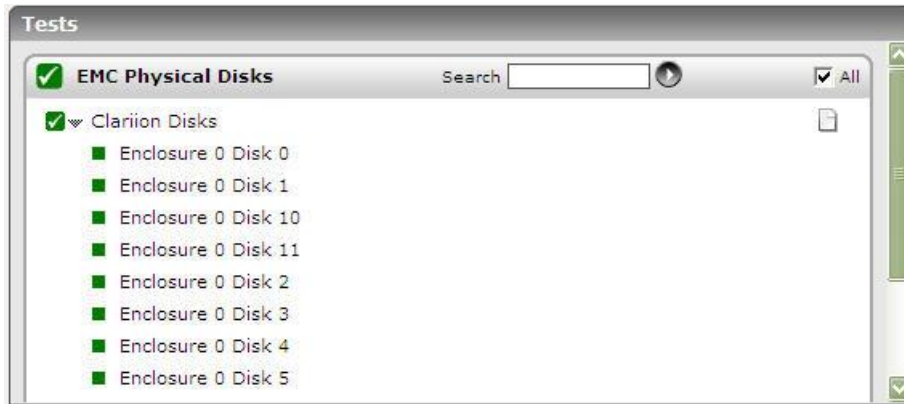 Tests
EMC Physical Disks Search All
Clariion Disks
Enclosure 0 Disk 0
Enclosure 0 Disk 1
Enclosure 0 Disk 10
Enclosure 0 Disk 11
Enclosure 0 Disk 2
Enclosure 0 Disk 3
Enclosure 0 Disk 4
Enclosure 0 Disk 5